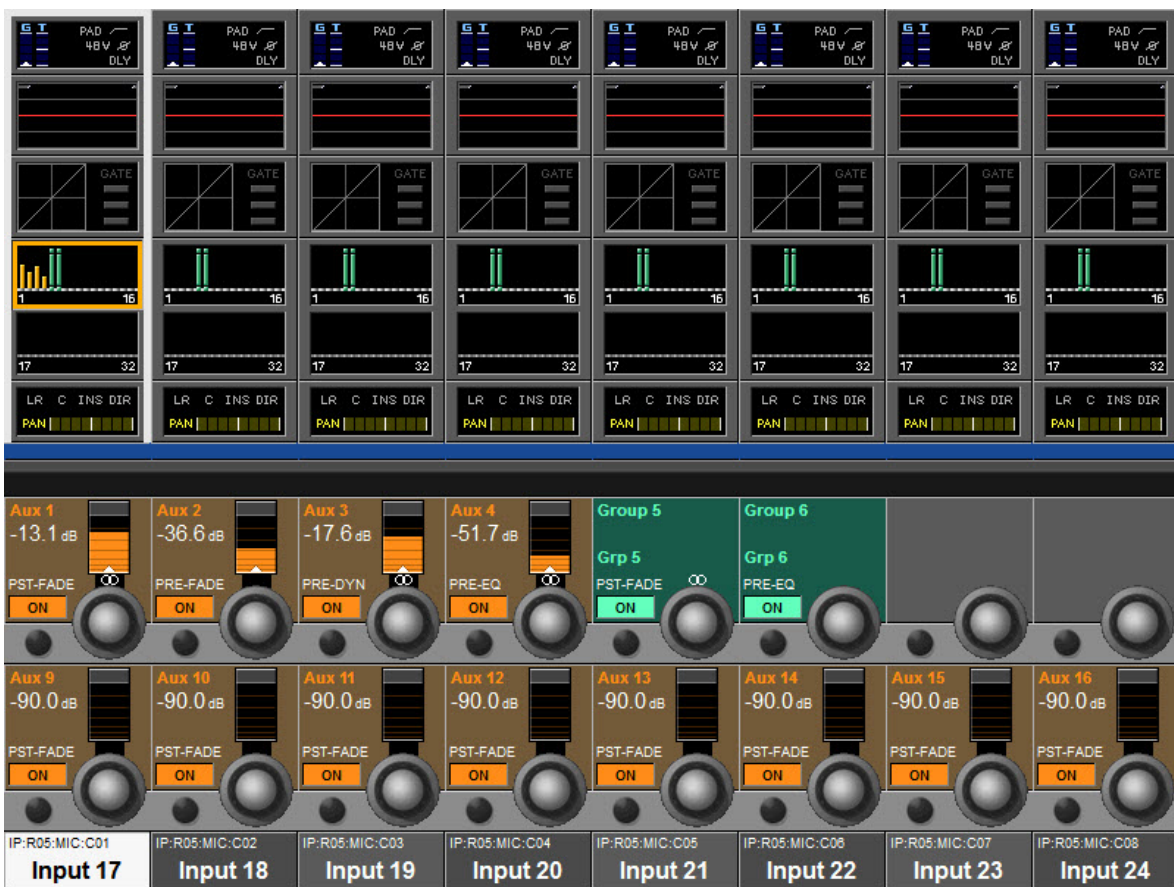 G T PAD G T PAD G T PAD G T PAD G T PAD G T PAD G T PAD G T PAD
48V 48V 48V 48V 48V 48V 48V 48V
DLY DLY DLY DLY DLY DLY DLY DLY
GATE GATE GATE GATE GATE GATE GATE GATE
1 16 1 16 1 16 1 16 1 16 1 16 1 16 1 16
17 32 17 32 17 32 17 32 17 32 17 32 17 32 17 32
LR C INS DIR LR C INS DIR LR C INS DIR LR C INS DIR LR C INS DIR LR C INS DIR LR C INS DIR LR C INS DIR
PAN PAN PAN PAN PAN PAN PAN PAN
Aux 1 Aux 2 Aux 3 Aux 4 Group 5 Group 6
-13.1 dB -36.6 dB -17.6 dB -51.7 dB
Grp 5 Grp 6
PST-FADE PRE-FADE PRE-DYN PRE-EQ PST-FADE PRE-EQ
ON ON ON ON ON ON
Aux 9 Aux 10 Aux 11 Aux 12 Aux 13 Aux 14 Aux 15 Aux 16
-90.0 dB -90.0 dB -90.0 dB -90.0 dB -90.0 dB -90.0 dB -90.0 dB -90.0 dB
PST-FADE PST-FADE PST-FADE PST-FADE PST-FADE PST-FADE PST-FADE PST-FADE
ON ON ON ON ON ON ON ON
IP:R05:MIC:C01 IP:R05:MIC:C02 IP:R05:MIC:C03 IP:R05:MIC:C04 IP:R05:MIC:C05 IP:R05:MIC:C06 IP:R05:MIC:C07 IP:R05:MIC:C08
Input 17 Input 18 Input 19 Input 20 Input 21 Input 22 Input 23 Input 24